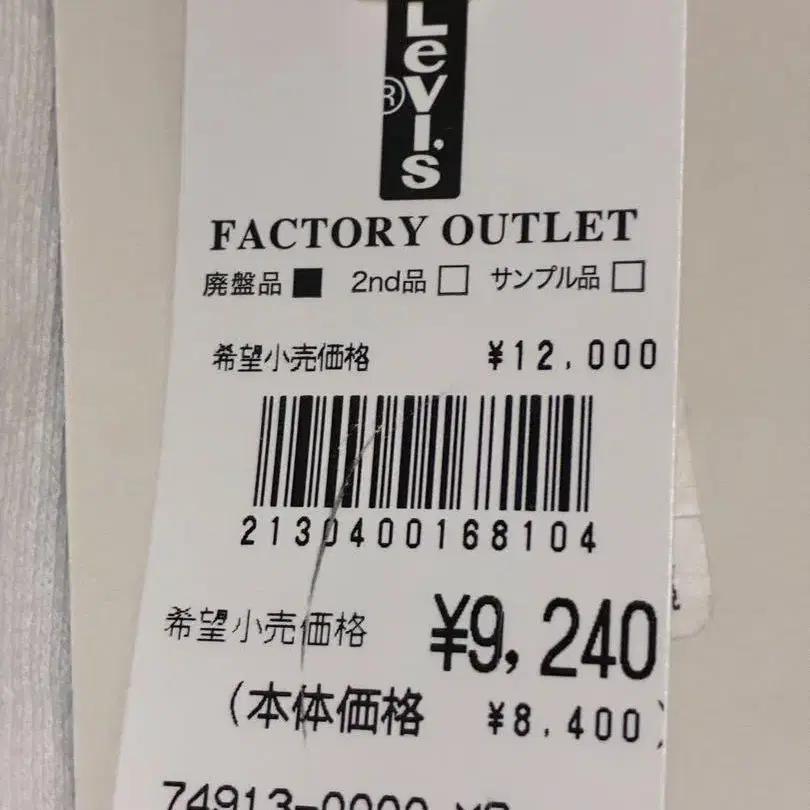 Levi's®
FACTORY OUTLET
廃盤品■ 2nd品□ サンプル品□
希望小売価格 ¥12,000
2130400168104
希望小売価格 ¥9,240
(本体価格 ¥8,400)
74913-0000